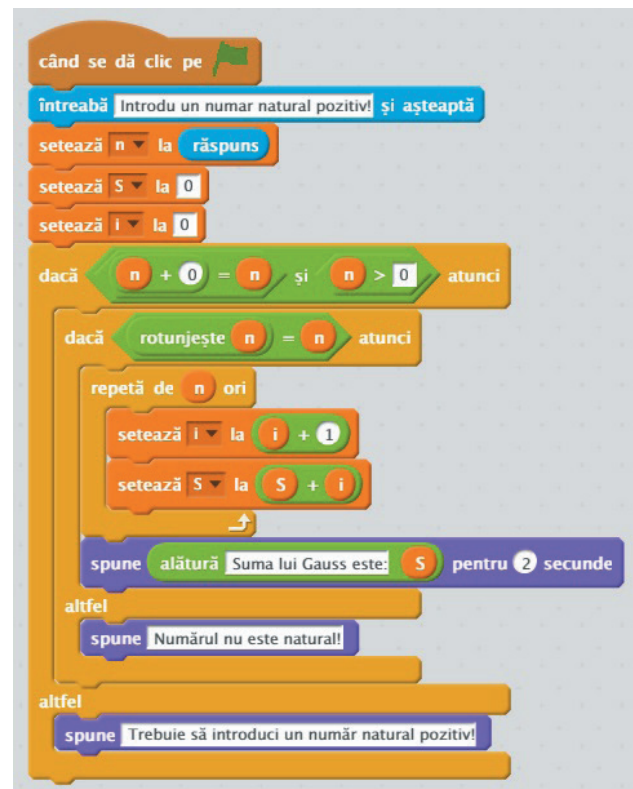 când se dă clic pe
întreabă Introdu un numar natural pozitiv! și așteaptă
setează n la răspuns
setează S la 0
setează i la 0
dacă n + 0 = n și n > 0 atunci
dacă rotunjește n = n atunci
repetă de n ori
setează i la i + 1
setează S la S + i
spune alătură Suma lui Gauss este: S pentru 2 secunde
altfel
spune Numărul nu este natural!
altfel
spune Trebuie să introduci un număr natural pozitiv!